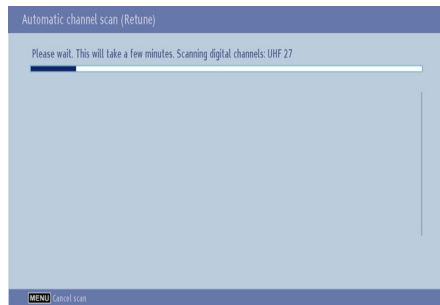 Automatic channel scan (Retune)
Please wait. This will take a few minutes. Scanning digital channels: UHF 27
MENU Cancel scan